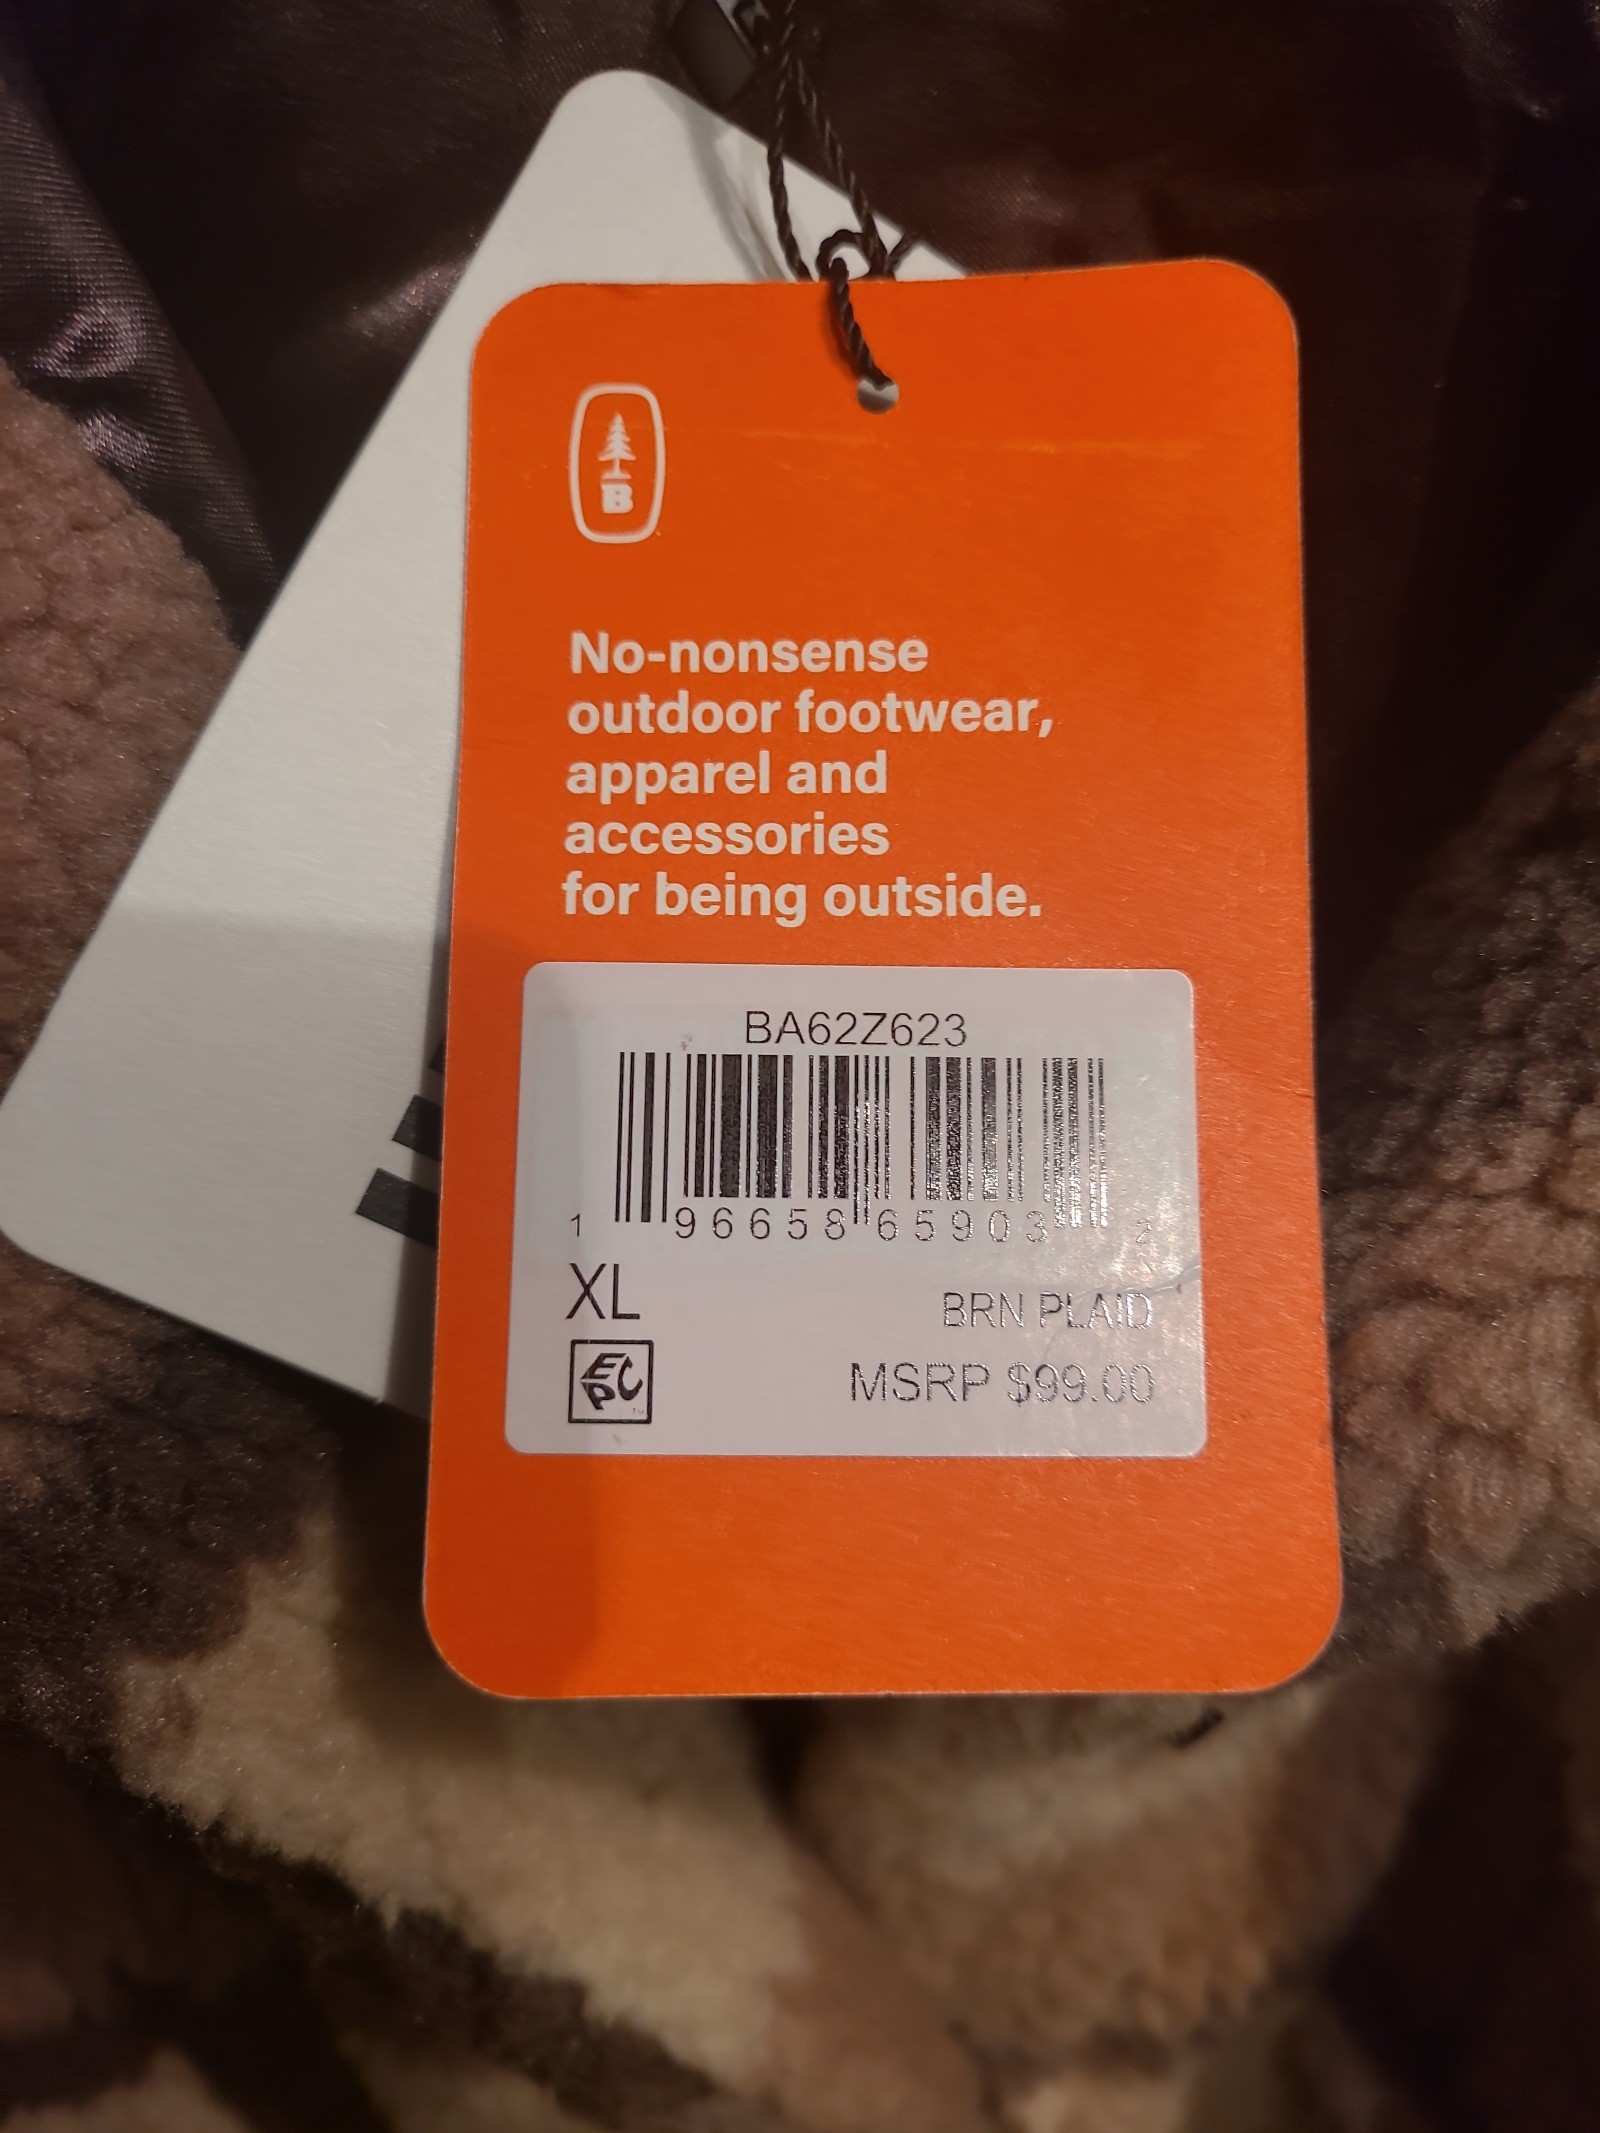 B
No-nonsense
outdoor footwear,
apparel and
accessories
for being outside.
BA62Z623
1 96658 65903 2
XL
BRN PLAID
EPC
MSRP $99.00